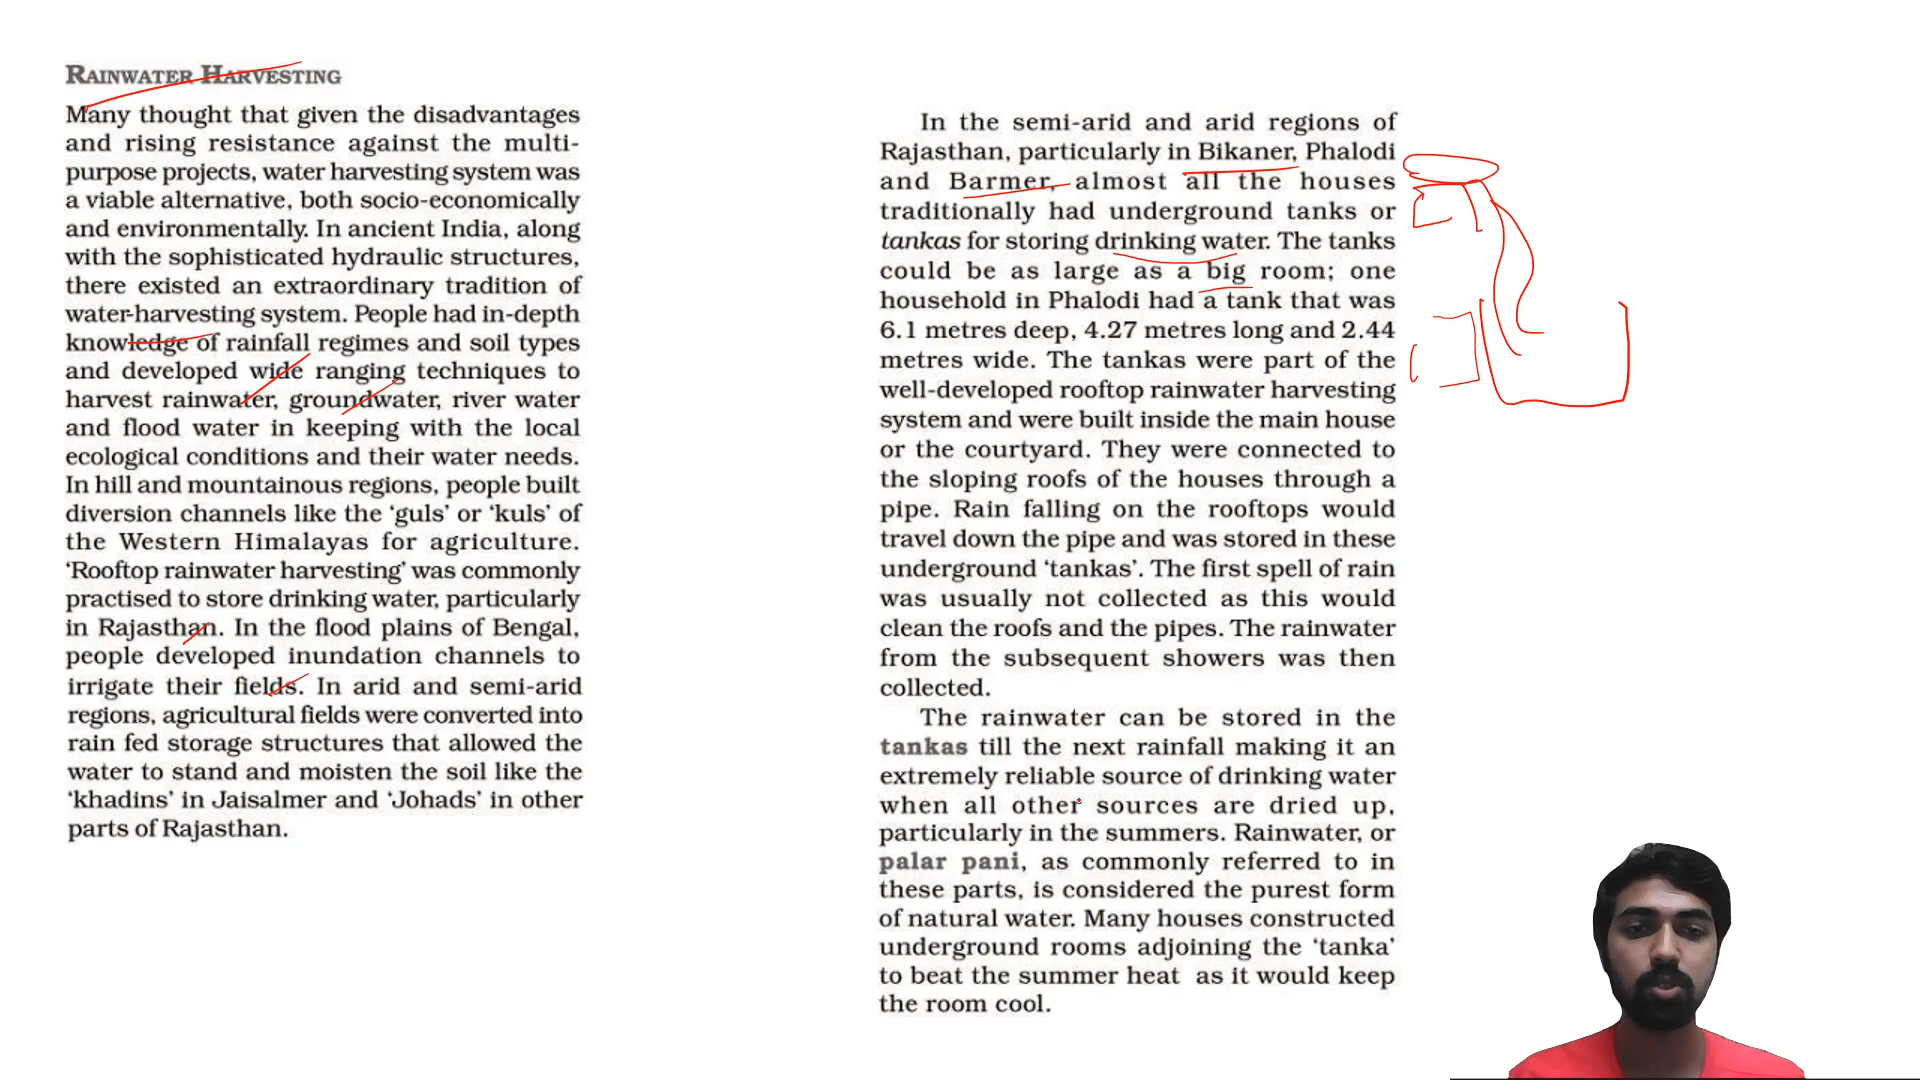 RAINWATER HARVESTING
Many thought that given the disadvantages
and rising resistance against the multi-
purpose projects, water harvesting system was
a viable alternative, both socio-economically
and environmentally. In ancient India, along
with the sophisticated hydraulic structures,
there existed an extraordinary tradition of
water-harvesting system. People had in-depth
knowledge of rainfall regimes and soil types
and developed wide ranging techniques to
harvest rainwater, groundwater, river water
and flood water in keeping with the local
ecological conditions and their water needs.
In hill and mountainous regions, people built
diversion channels like the ‘guls’ or ‘kuls’ of
the Western Himalayas for agriculture.
‘Rooftop rainwater harvesting’ was commonly
practised to store drinking water, particularly
in Rajasthan. In the flood plains of Bengal,
people developed inundation channels to
irrigate their fields. In arid and semi-arid
regions, agricultural fields were converted into
rain fed storage structures that allowed the
water to stand and moisten the soil like the
‘khadins’ in Jaisalmer and ‘Johads’ in other
parts of Rajasthan.
In the semi-arid and arid regions of
Rajasthan, particularly in Bikaner, Phalodi
and Barmer, almost all the houses
traditionally had underground tanks or
tankas for storing drinking water. The tanks
could be as large as a big room; one
household in Phalodi had a tank that was
6.1 metres deep, 4.27 metres long and 2.44
metres wide. The tankas were part of the
well-developed rooftop rainwater harvesting
system and were built inside the main house
or the courtyard. They were connected to
the sloping roofs of the houses through a
pipe. Rain falling on the rooftops would
travel down the pipe and was stored in these
underground ‘tankas’. The first spell of rain
was usually not collected as this would
clean the roofs and the pipes. The rainwater
from the subsequent showers was then
collected.
The rainwater can be stored in the
tankas till the next rainfall making it an
extremely reliable source of drinking water
when all other sources are dried up,
particularly in the summers. Rainwater, or
palar pani, as commonly referred to in
these parts, is considered the purest form
of natural water. Many houses constructed
underground rooms adjoining the ‘tanka’
to beat the summer heat as it would keep
the room cool.